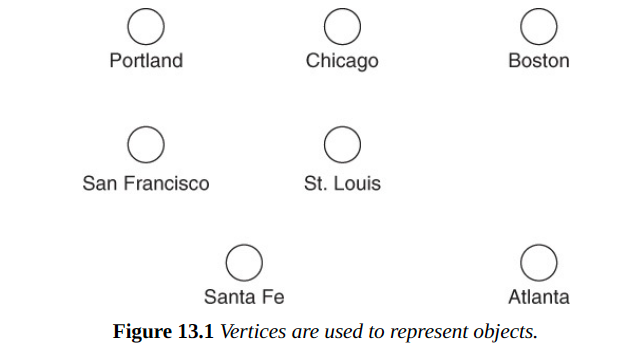 Portland Chicago Boston
San Francisco St. Louis
Santa Fe Atlanta
Figure 13.1 Vertices are used to represent objects.